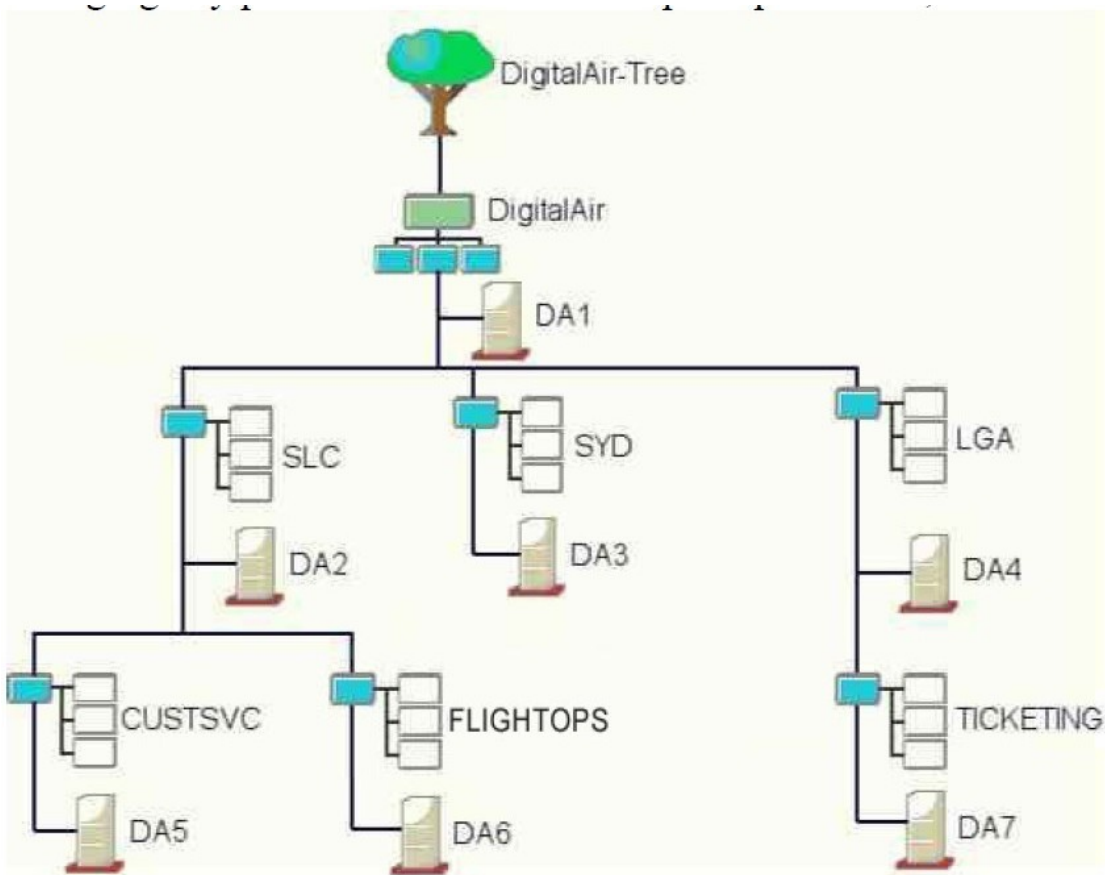 DigitalAir-Tree
DigitalAir
DA1
SLC
SYD
LGA
DA2
DA3
DA4
CUSTSVC
FLIGHTOPS
TICKETING
DA5
DA6
DA7